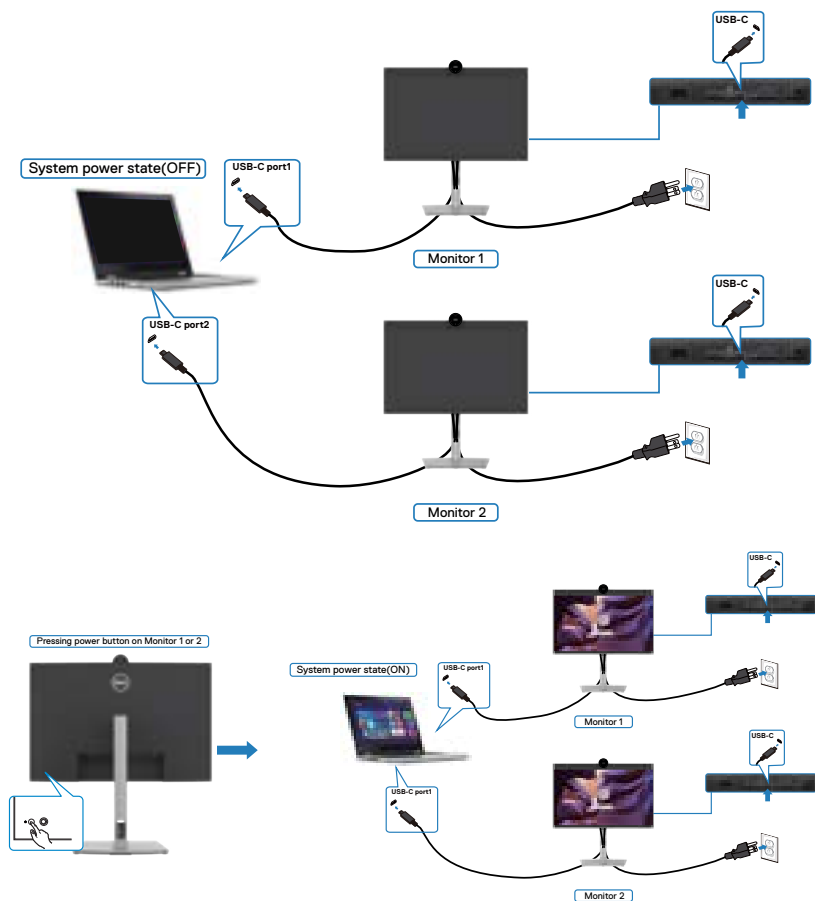 USB-C
System power state(OFF)
USB-C port1
Monitor 1
USB-C
USB-C port2
Monitor 2
USB-C
Pressing power button on Monitor 1 or 2
System power state(ON)
USB-C port1
Monitor 1
USB-C
USB-C port1
Monitor 2